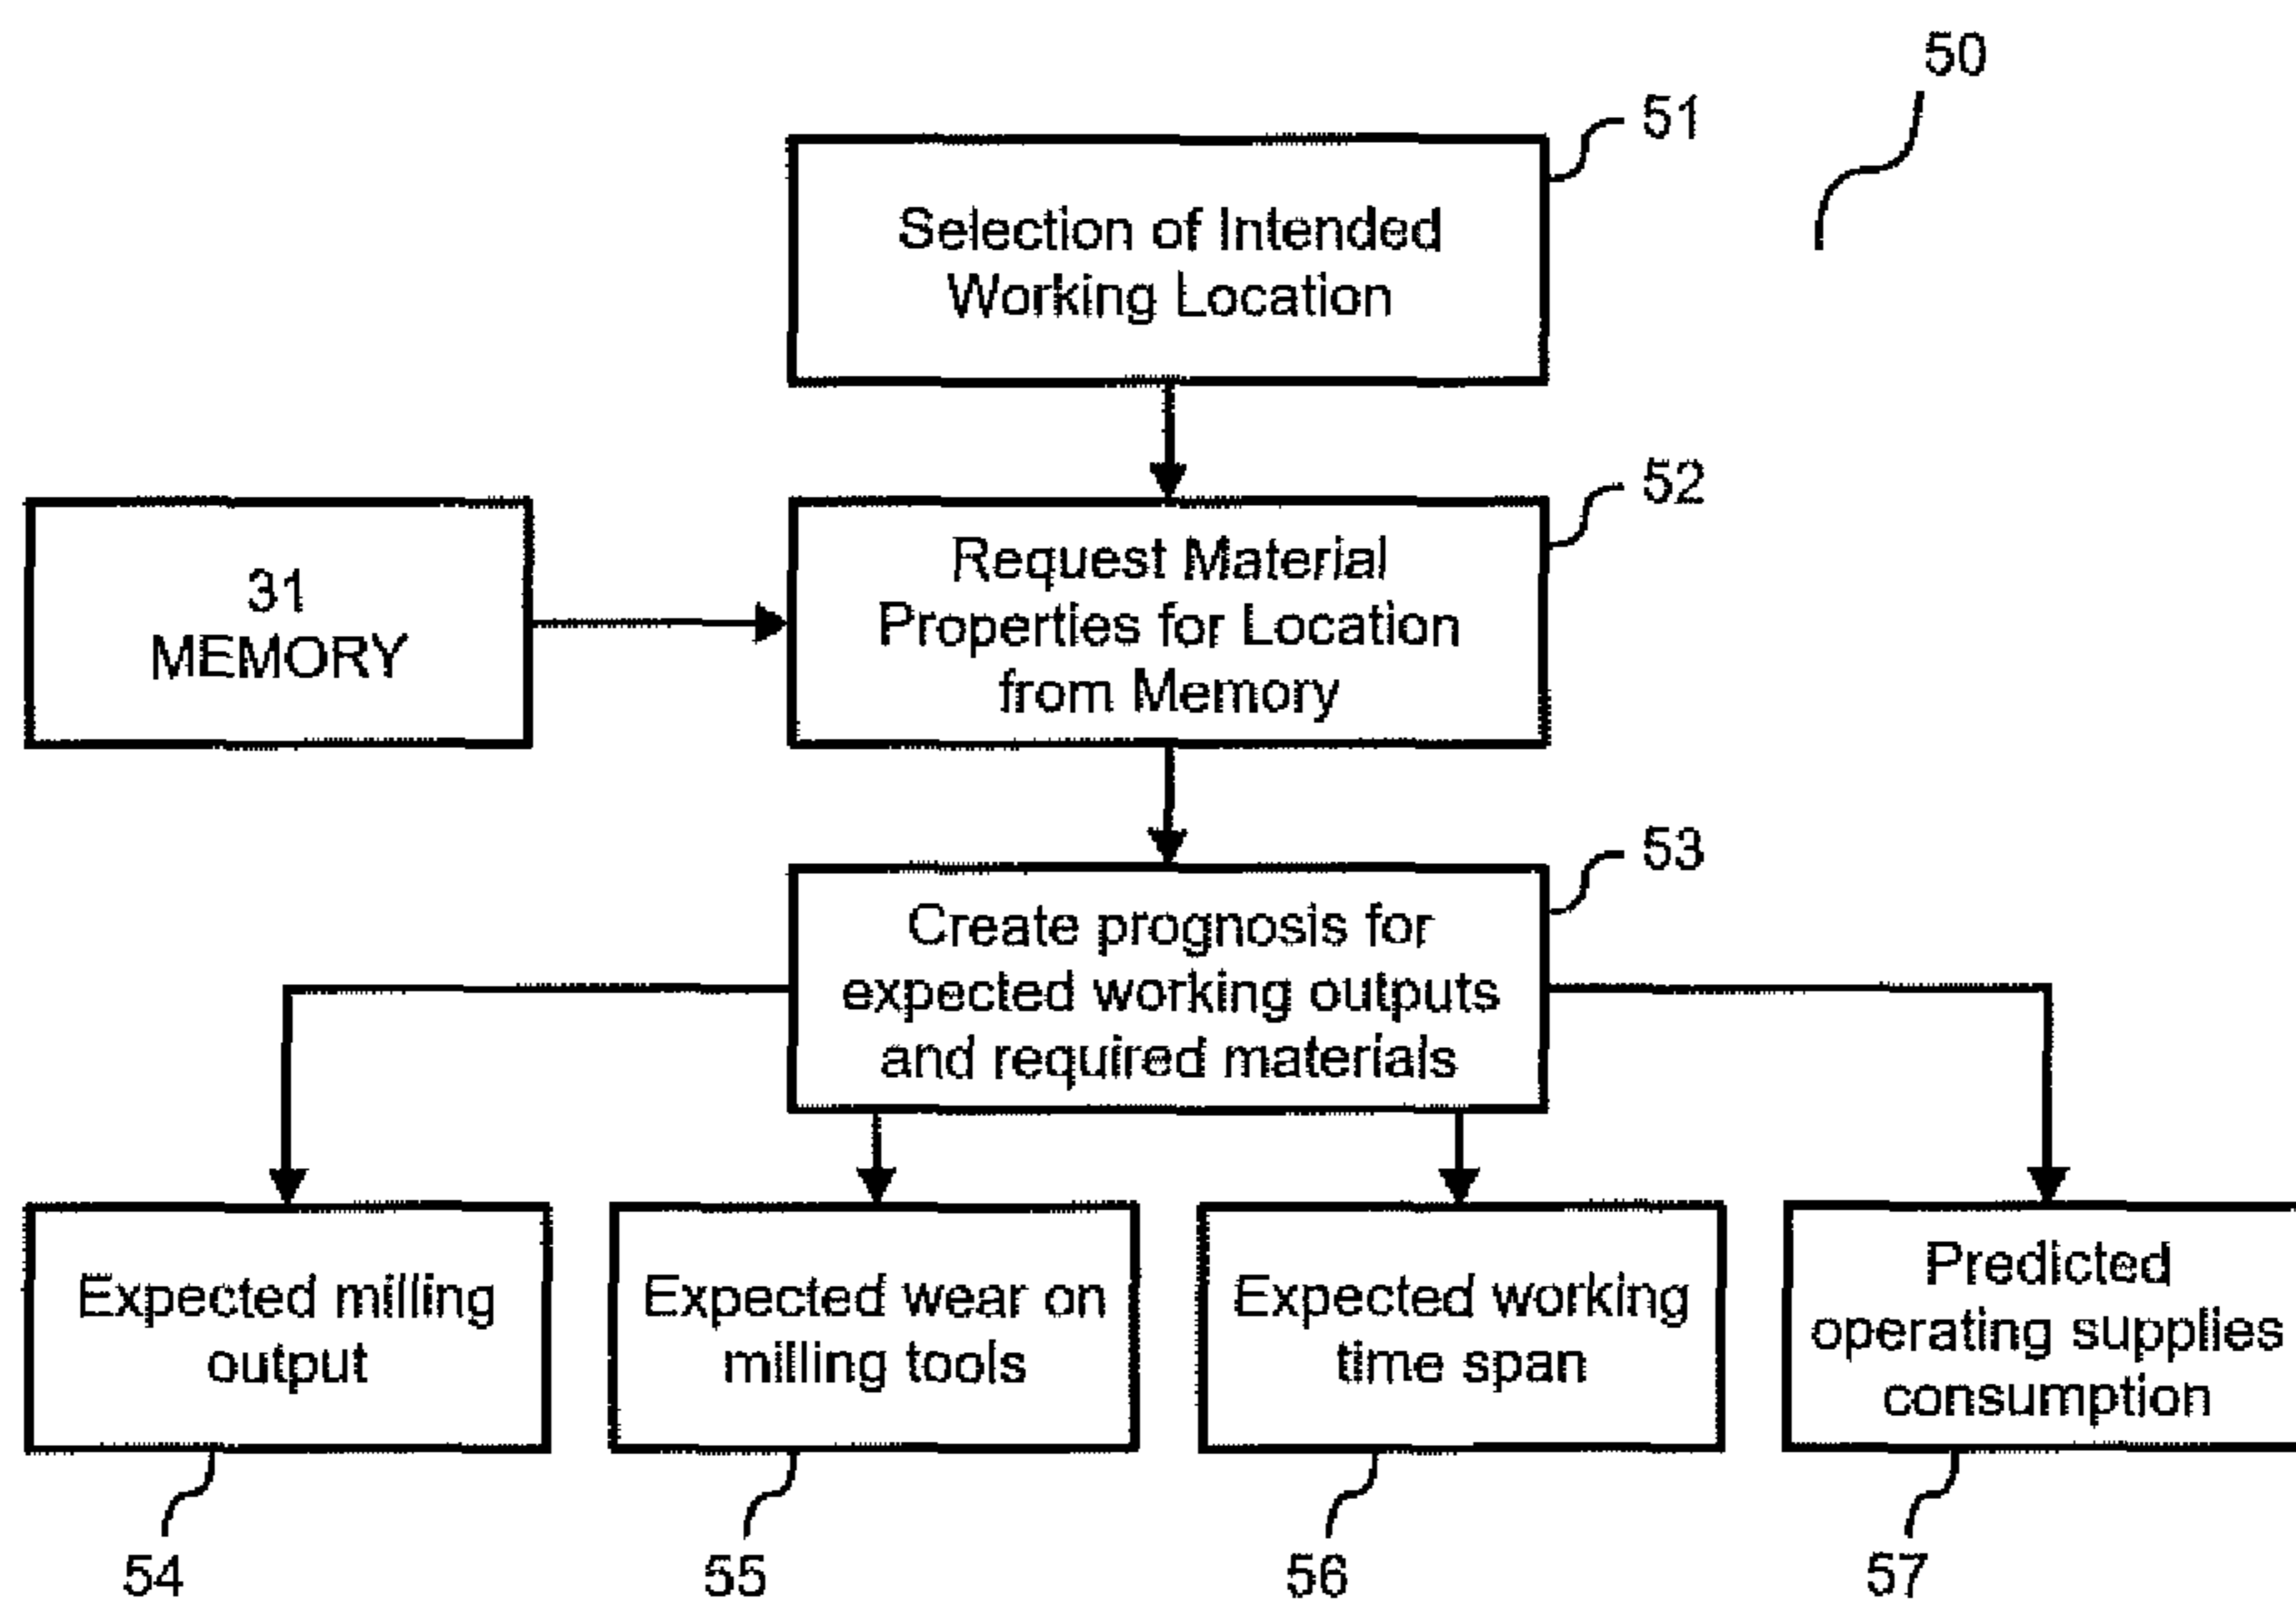 50
51
Selection of Intended
Working Location
52
31
MEMORY
Request Material
Properties for Location
from Memory
53
Create prognosis for
expected working outputs
and required materials
Expected milling
output
Expected wear on
milling tools
Expected working
time span
Predicted
operating supplies
consumption
54
55
56
57